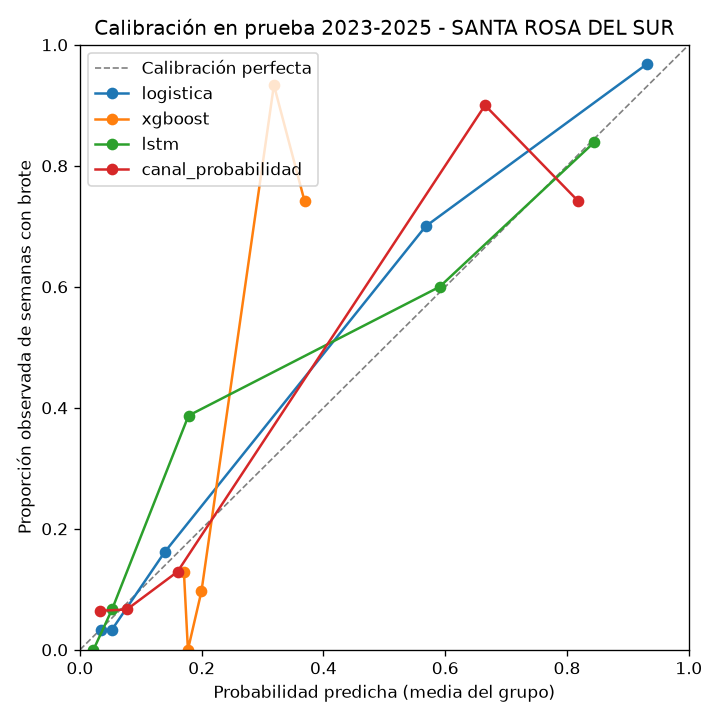 Calibración en prueba 2023-2025 - SANTA ROSA DEL SUR
Calibración perfecta
logistica
xgboost
lstm
canal_probabilidad
Proporción observada de semanas con brote
1.0
0.8
0.6
0.4
0.2
0.0
0.0 0.2 0.4 0.6 0.8 1.0
Probabilidad predicha (media del grupo)